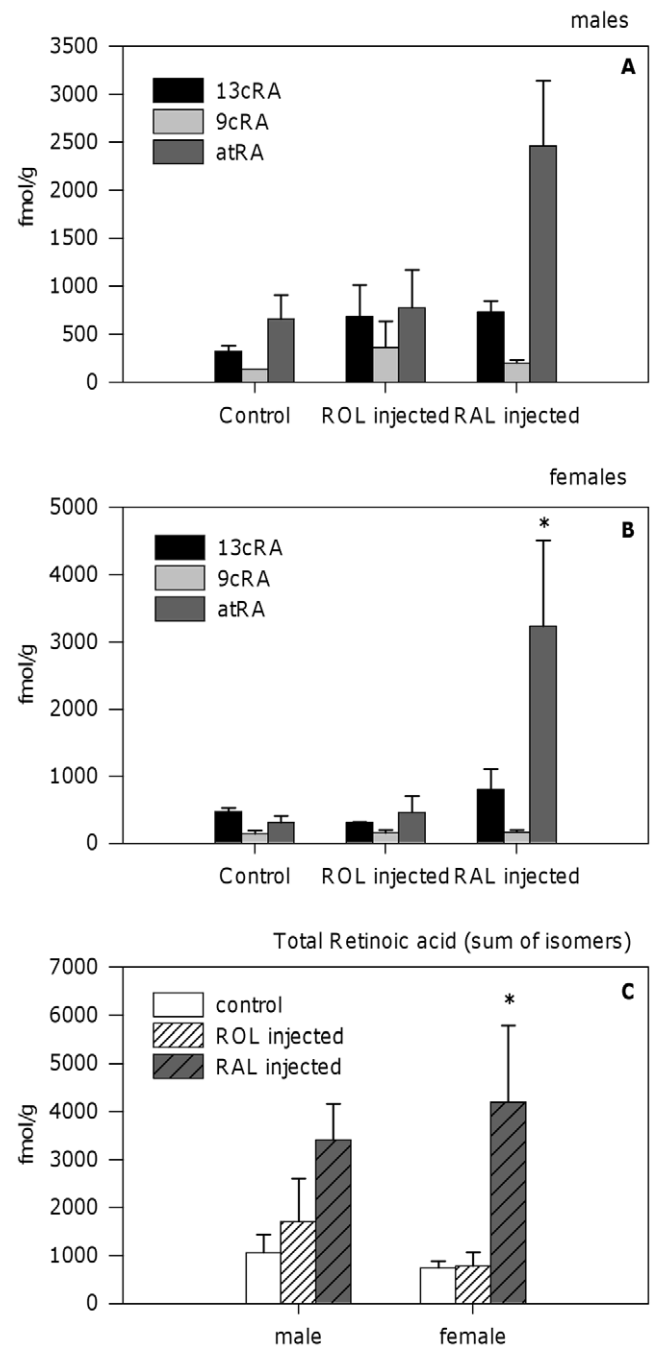 males
A
3500
3000
2500
2000
1500
1000
500
0
fmol/g
13cRA
9cRA
atRA
Control ROL injected RAL injected
females
B
5000
4000
3000
2000
1000
0
fmol/g
13cRA
9cRA
atRA
*
Control ROL injected RAL injected
Total Retinoic acid (sum of isomers)
C
7000
6000
5000
4000
3000
2000
1000
0
fmol/g
control
ROL injected
RAL injected
*
male female